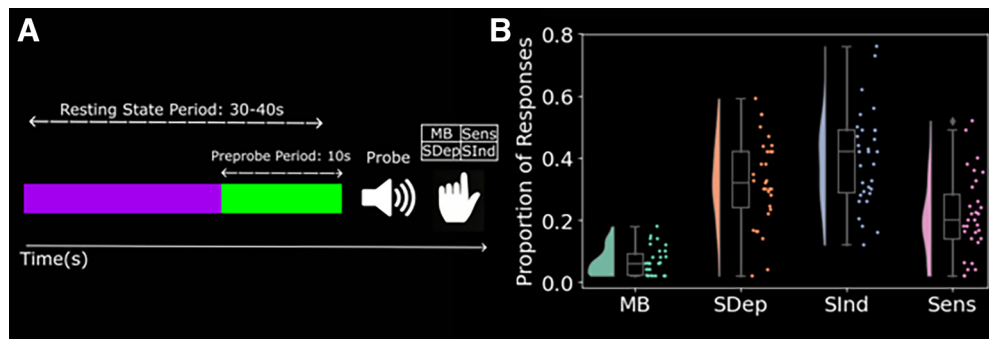 A
Resting State Period: 30-40s
Preprobe Period: 10s
Probe
MB Sens
SDep SInd
Time(s)
B
Proportion of Responses
0.8
0.6
0.4
0.2
0.0
MB SDep SInd Sens